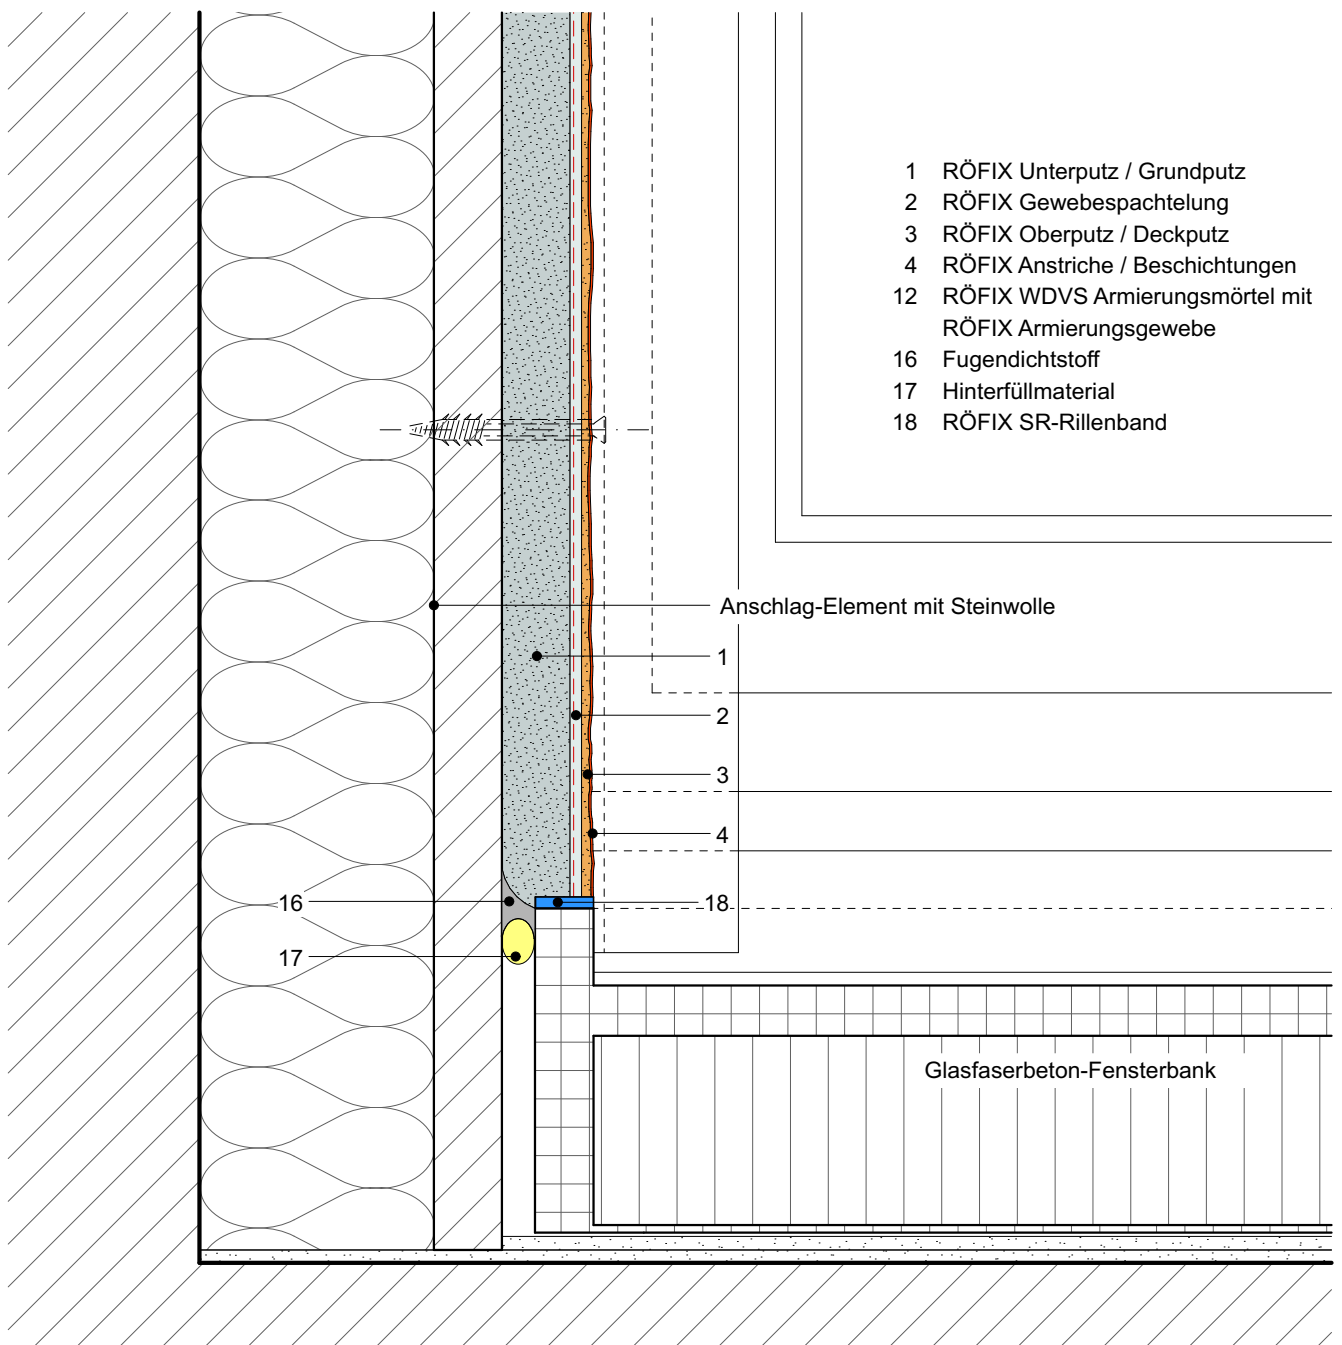 1 RÖFIX Unterputz / Grundputz
2 RÖFIX Gewebespachtelung
3 RÖFIX Oberputz / Deckputz
4 RÖFIX Anstriche / Beschichtungen
12 RÖFIX WDVS Armierungsmörtel mit
RÖFIX Armierungsgewebe
16 Fugendichtstoff
17 Hinterfüllmaterial
18 RÖFIX SR-Rillenband
Anschlag-Element mit Steinwolle
1
2
3
4
16
18
17
Glasfaserbeton-Fensterbank